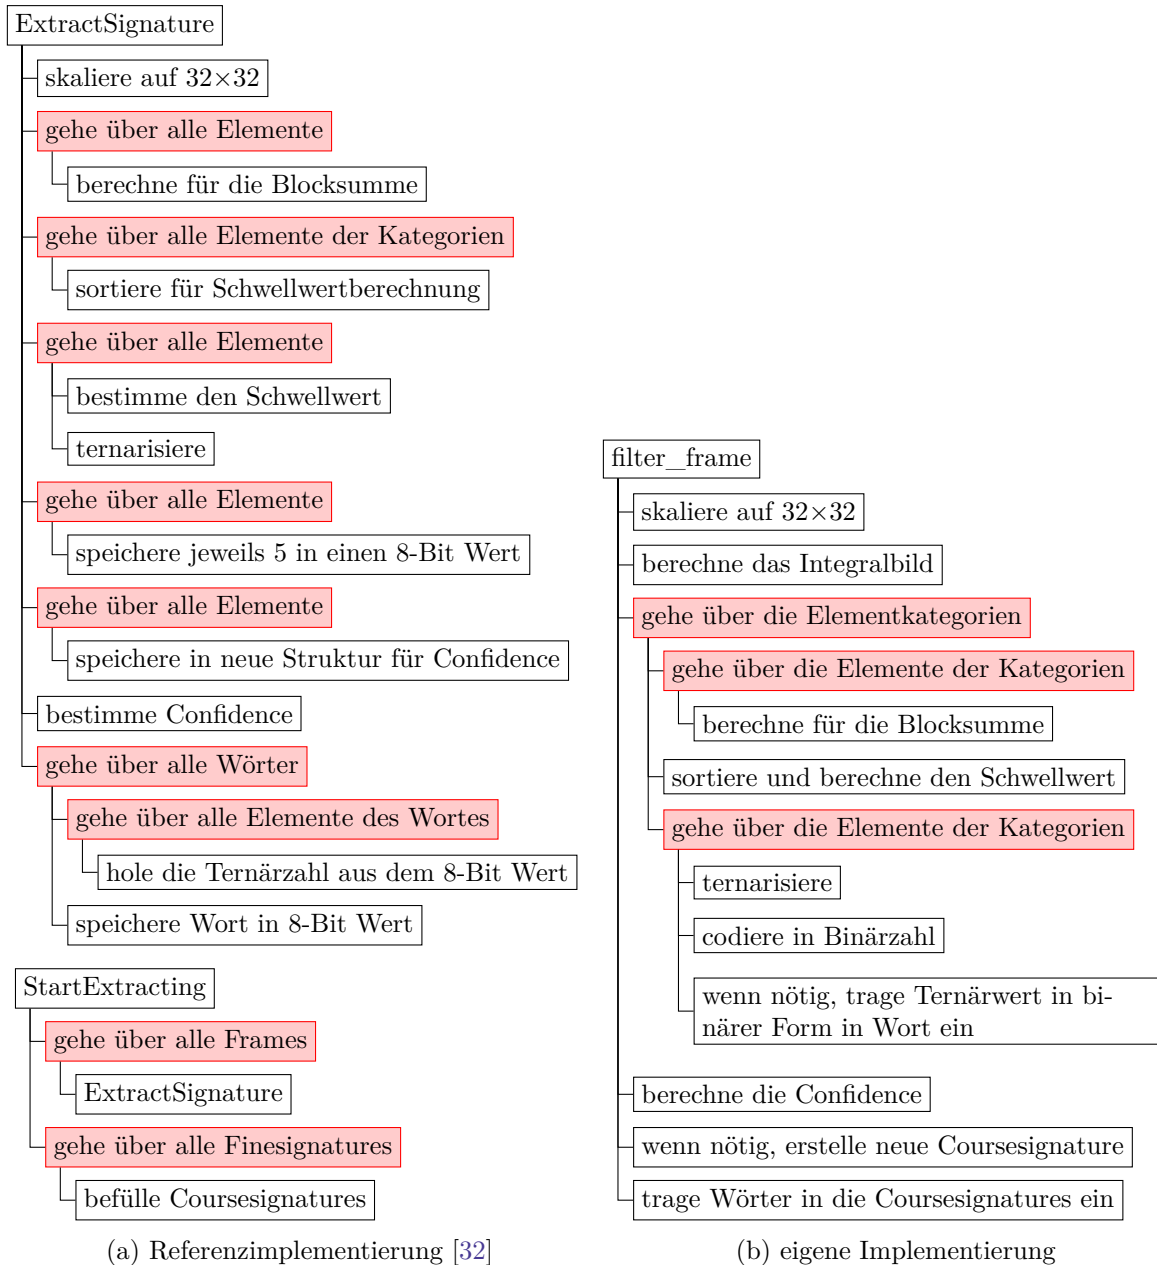 ExtractSignature
skaliere auf 32×32
gehe über alle Elemente
berechne für die Blocksumme
gehe über alle Elemente der Kategorien
sortiere für Schwellwertberechnung
gehe über alle Elemente
bestimme den Schwellwert
ternarisiere
gehe über alle Elemente
speichere jeweils 5 in einen 8-Bit Wert
gehe über alle Elemente
speichere in neue Struktur für Confidence
bestimme Confidence
gehe über alle Wörter
gehe über alle Elemente des Wortes
hole die Ternärzahl aus dem 8-Bit Wert
speichere Wort in 8-Bit Wert
StartExtracting
gehe über alle Frames
ExtractSignature
gehe über alle Finesignatures
befülle Coursesignatures
(a) Referenzimplementierung [32]
filter_frame
skaliere auf 32×32
berechne das Integralbild
gehe über die Elementkategorien
gehe über die Elemente der Kategorien
berechne für die Blocksumme
sortiere und berechne den Schwellwert
gehe über die Elemente der Kategorien
ternarisiere
codiere in Binärzahl
wenn nötig, trage Ternärwert in bi-
närer Form in Wort ein
berechne die Confidence
wenn nötig, erstelle neue Coursesignature
trage Wörter in die Coursesignatures ein
(b) eigene Implementierung